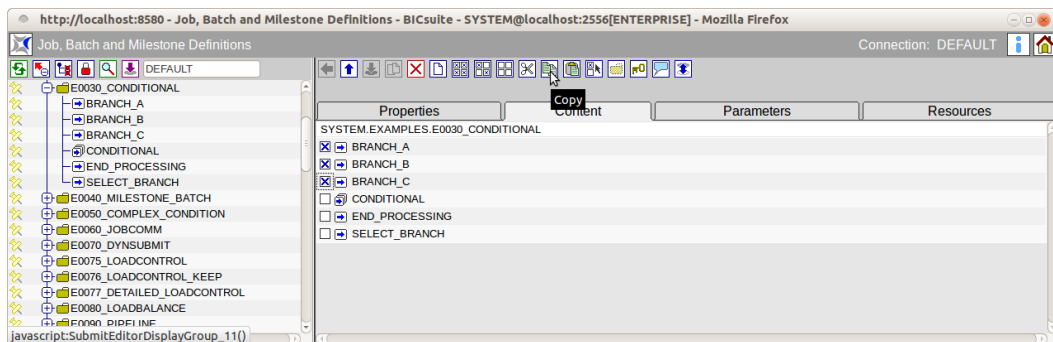 http://localhost:8580 - Job, Batch and Milestone Definitions - BICsuite - SYSTEM@localhost:2556[ENTERPRISE] - Mozilla Firefox
Job, Batch and Milestone Definitions
Connection: DEFAULT
DEFAULT
E0030_CONDITIONAL
BRANCH_A
BRANCH_B
BRANCH_C
CONDITIONAL
END_PROCESSING
SELECT_BRANCH
E0040_MILESTONE_BATCH
E0050_COMPLEX_CONDITION
E0060_JOBCOMM
E0070_DYNSUBMIT
E0075_LOADCONTROL
E0076_LOADCONTROL_KEEP
E0077_DETAILED_LOADCONTROL
E0080_LOADBALANCE
E0090_PIPELINE
javascript:SubmitEditorDisplayGroup_11()
Copy
Properties
Content
Parameters
Resources
SYSTEM.EXAMPLES.E0030_CONDITIONAL
BRANCH_A
BRANCH_B
BRANCH_C
CONDITIONAL
END_PROCESSING
SELECT_BRANCH